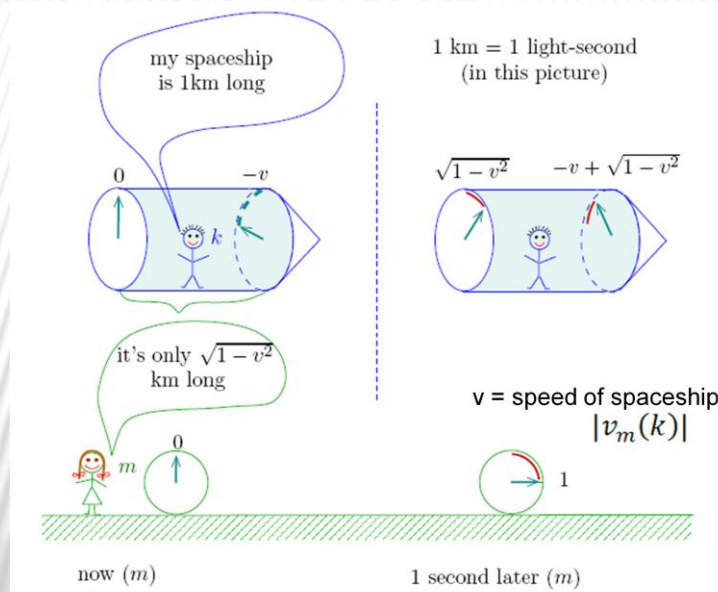 my spaceship
is 1km long
1 km = 1 light-second
(in this picture)
0
−v
k
√1 − v²
−v + √1 − v²
it's only √1 − v²
km long
v = speed of spaceship
|vₘ(k)|
m
0
1
now (m)
1 second later (m)